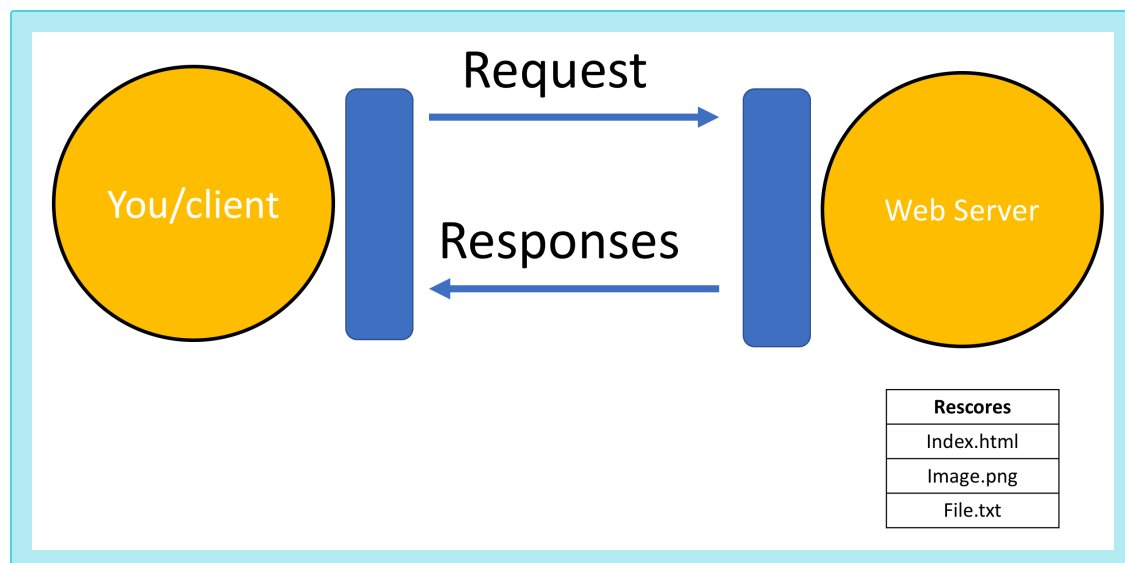 Request
You/client
Web Server
Responses
Rescores
Index.html
Image.png
File.txt